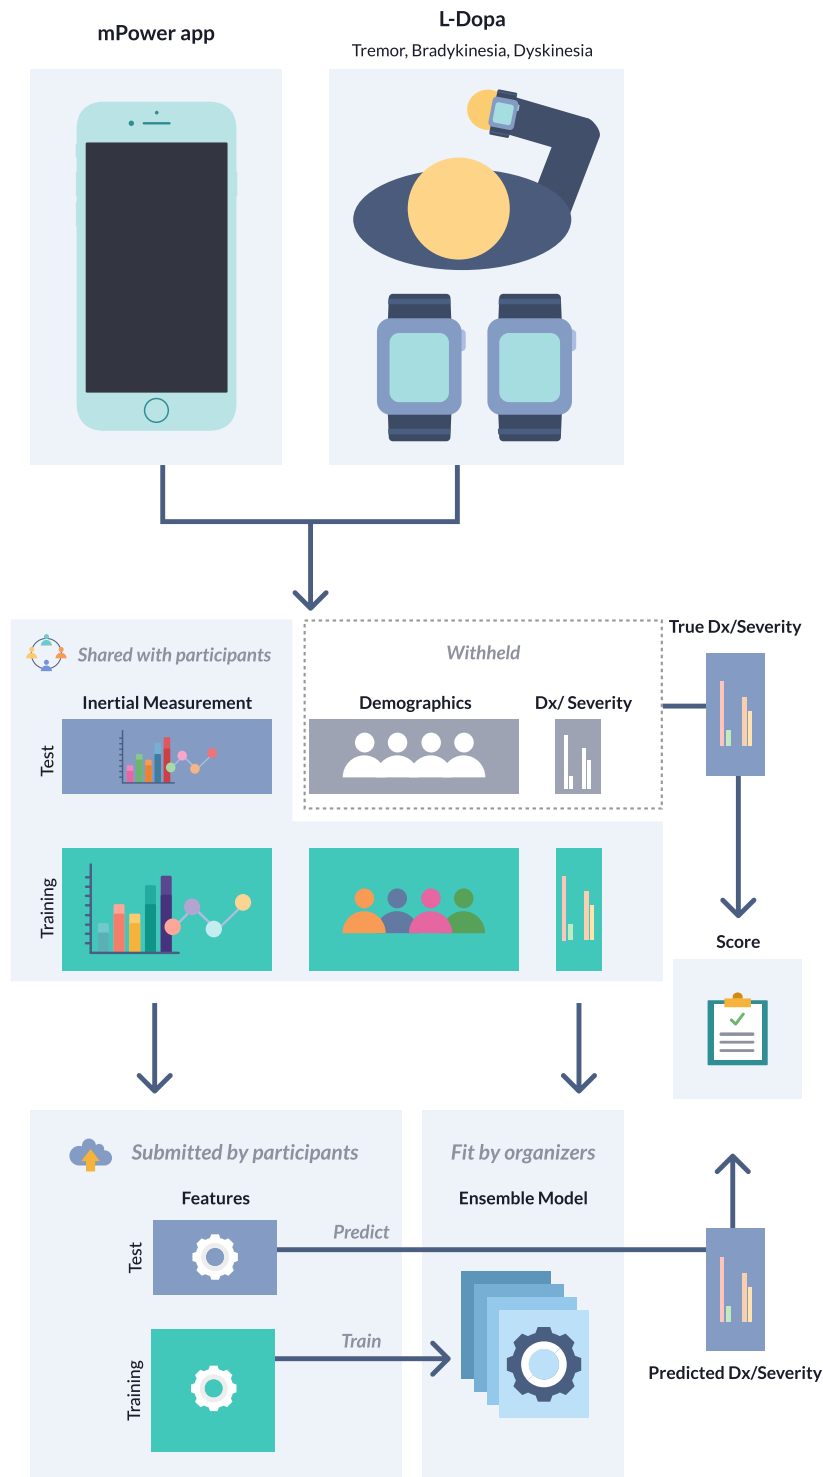 mPower app
L-Dopa
Tremor, Bradykinesia, Dyskinesia
True Dx/Severity
Shared with participants
Withheld
Inertial Measurement
Demographics
Dx/ Severity
Test
Training
Score
Submitted by participants
Fit by organizers
Features
Ensemble Model
Test
Predict
Train
Training
Predicted Dx/Severity